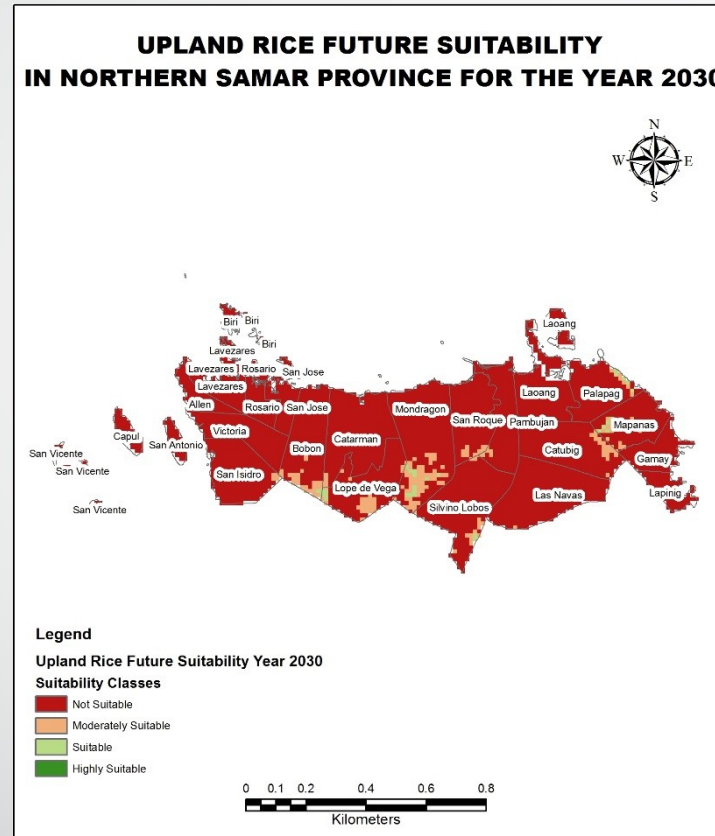 UPLAND RICE FUTURE SUITABILITY
IN NORTHERN SAMAR PROVINCE FOR THE YEAR 2030
N
W E
S
Biri Biri
Biri
Laoang
Lavezares
Lavezares Rosario San Jose
Lavezares
Laoang Palapag
Allen Rosario San Jose Mondragon
San Roque Pambujan Mapanas
Capul San Antonio Victoria Catarman
Bobon Catubig
San Vicente Gamay
San Vicente San Isidro Lope de Vega
Las Navas Lapinig
San Vicente Silvino Lobos
Legend
Upland Rice Future Suitability Year 2030
Suitability Classes
Not Suitable
Moderately Suitable
Suitable
Highly Suitable
0 0.1 0.2 0.4 0.6 0.8
Kilometers